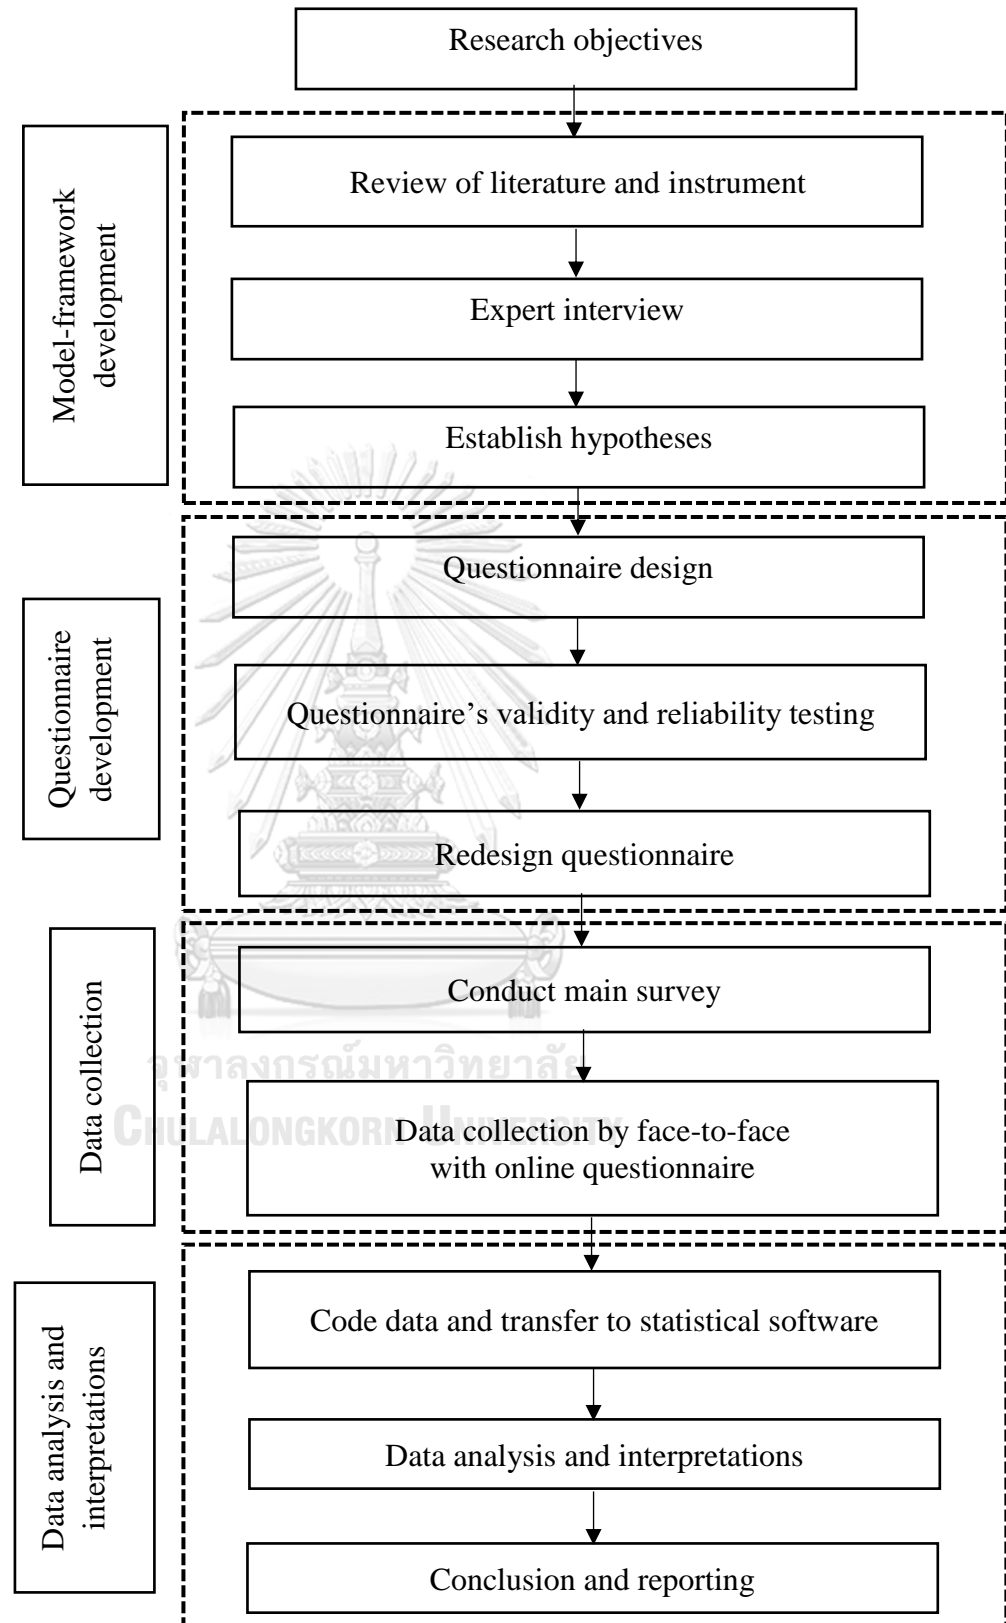 Research objectives
Model-framework
development
Review of literature and instrument
Expert interview
Establish hypotheses
Questionnaire
development
Questionnaire design
Questionnaire’s validity and reliability testing
Redesign questionnaire
Data collection
Conduct main survey
Data collection by face-to-face
with online questionnaire
จุฬาลงกรณ์มหาวิทยาลัย
CHULALONGKORN UNIVERSITY
Data analysis and
interpretations
Code data and transfer to statistical software
Data analysis and interpretations
Conclusion and reporting